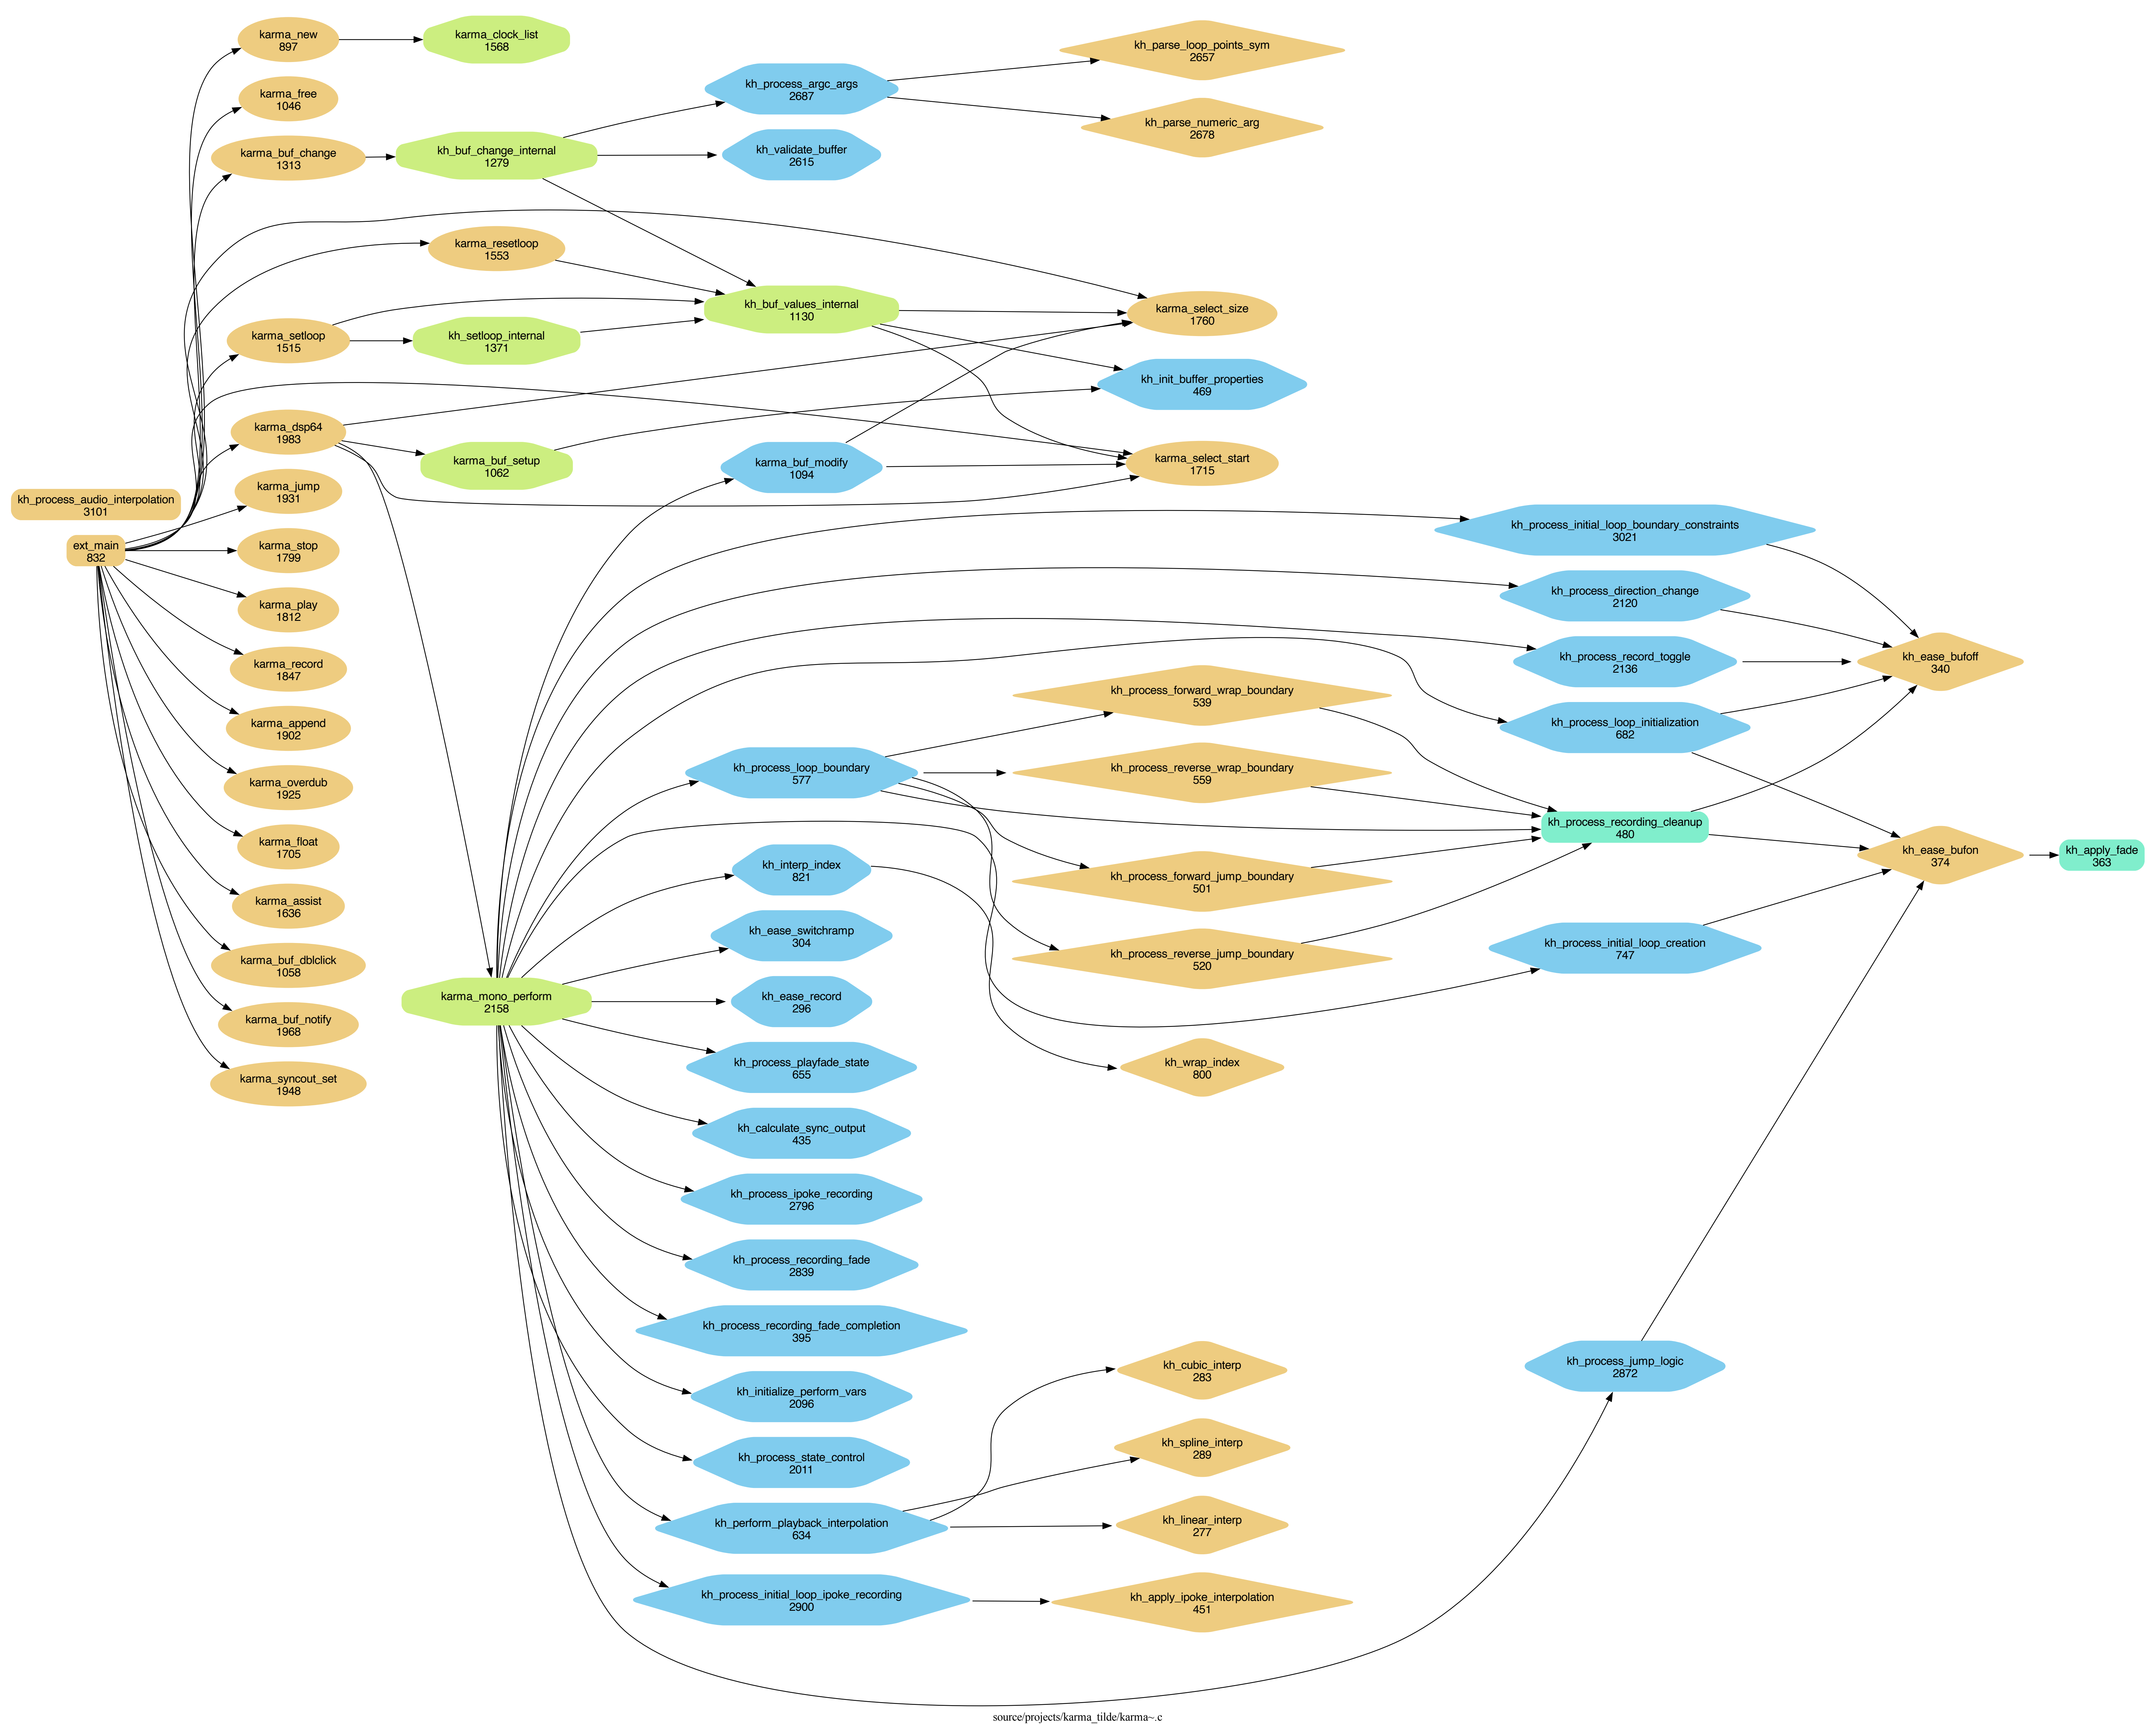 kh_process_audio_interpolation
3101
ext_main
832
karma_new
897
karma_free
1046
karma_buf_change
1313
karma_setloop
1515
karma_dsp64
1983
karma_jump
1931
karma_stop
1799
karma_play
1812
karma_record
1847
karma_append
1902
karma_overdub
1925
karma_float
1705
karma_assist
1636
karma_buf_dblclick
1058
karma_buf_notify
1968
karma_syncout_set
1948
karma_clock_list
1568
kh_buf_change_internal
1279
karma_resetloop
1553
kh_setloop_internal
1371
karma_buf_setup
1062
karma_mono_perform
2158
kh_process_argc_args
2687
kh_validate_buffer
2615
kh_buf_values_internal
1130
karma_buf_modify
1094
kh_process_loop_boundary
577
kh_interp_index
821
kh_ease_switchramp
304
kh_ease_record
296
kh_process_playfade_state
655
kh_calculate_sync_output
435
kh_process_ipoke_recording
2796
kh_process_recording_fade
2839
kh_process_recording_fade_completion
395
kh_initialize_perform_vars
2096
kh_process_state_control
2011
kh_perform_playback_interpolation
634
kh_process_initial_loop_ipoke_recording
2900
kh_parse_loop_points_sym
2657
kh_parse_numeric_arg
2678
karma_select_size
1760
kh_init_buffer_properties
469
karma_select_start
1715
kh_process_forward_wrap_boundary
539
kh_process_reverse_wrap_boundary
559
kh_process_forward_jump_boundary
501
kh_process_reverse_jump_boundary
520
kh_wrap_index
800
kh_cubic_interp
283
kh_spline_interp
289
kh_linear_interp
277
kh_apply_ipoke_interpolation
451
kh_process_initial_loop_boundary_constraints
3021
kh_process_direction_change
2120
kh_process_record_toggle
2136
kh_process_loop_initialization
682
kh_process_recording_cleanup
480
kh_process_initial_loop_creation
747
kh_process_jump_logic
2872
kh_ease_bufoff
340
kh_ease_bufon
374
kh_apply_fade
363
source/projects/karma_tilde/karma~.c